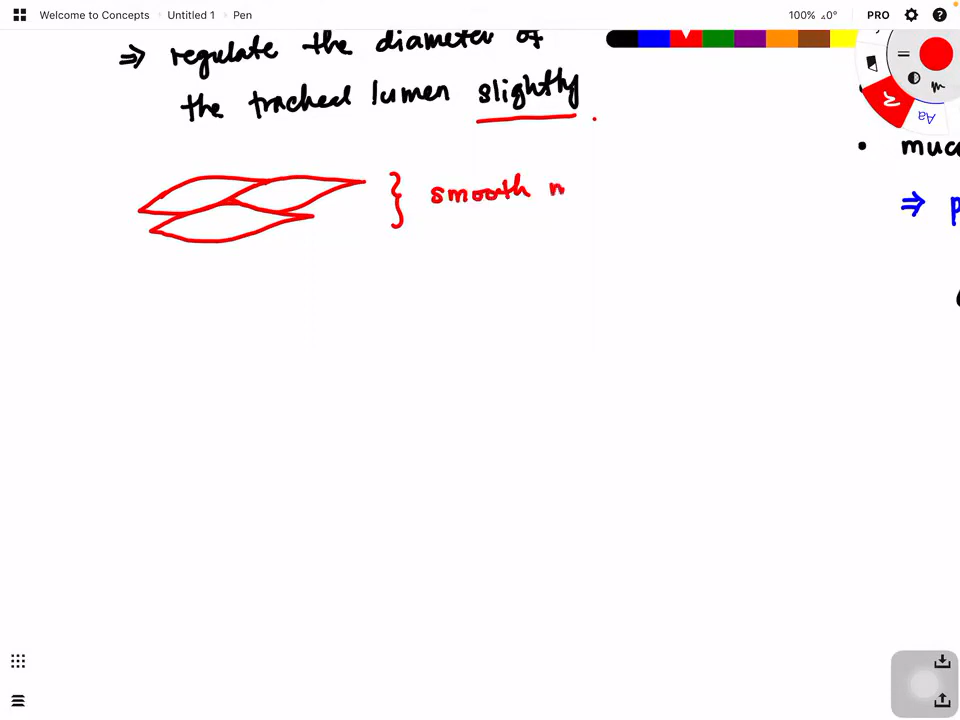 Welcome to Concepts Untitled 1 Pen 100% 0° PRO
⇒ regulate the diameter of
the tracheal lumen slightly.
} smooth
Aa
• muc
⇒ p